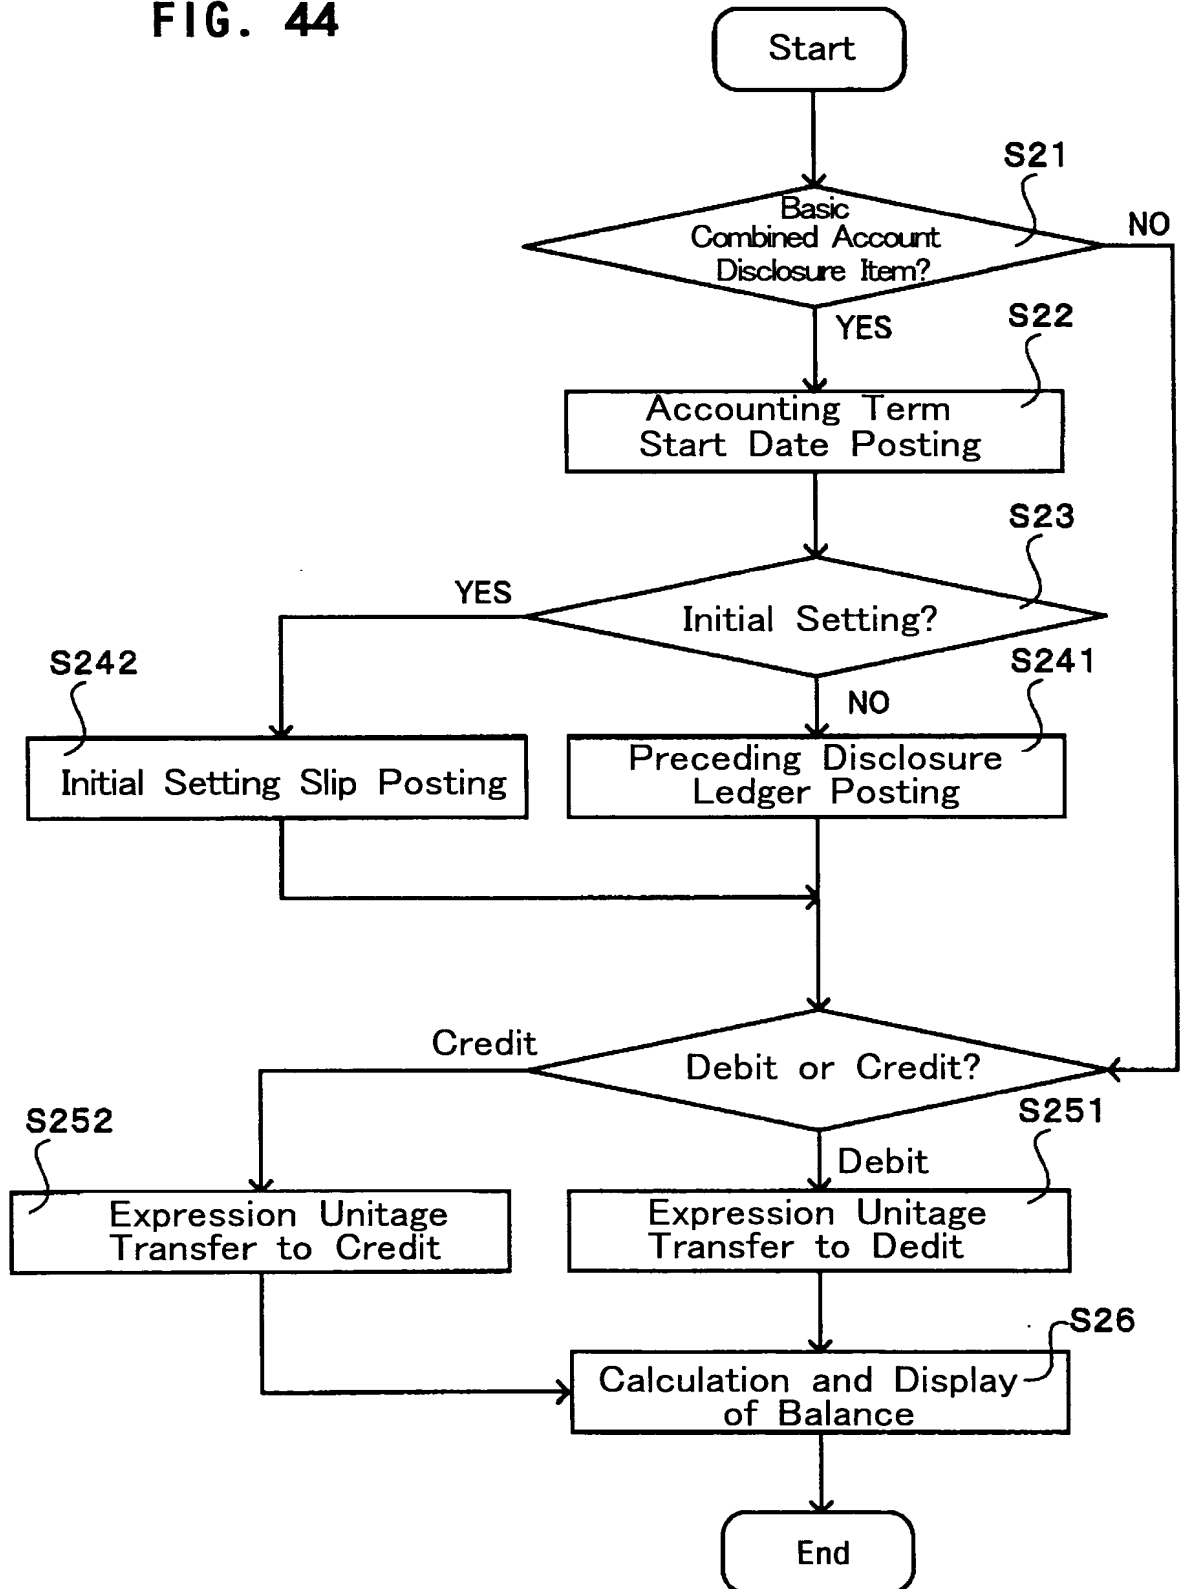 FIG. 44
Start
S21
Basic
Combined Account
Disclosure Item?
NO
YES
S22
Accounting Term
Start Date Posting
S23
YES
Initial Setting?
S242
S241
NO
Initial Setting Slip Posting
Preceding Disclosure
Ledger Posting
Credit
Debit or Credit?
S252
S251
Debit
Expression Unitage
Transfer to Credit
Expression Unitage
Transfer to Dedit
S26
Calculation and Display
of Balance
End